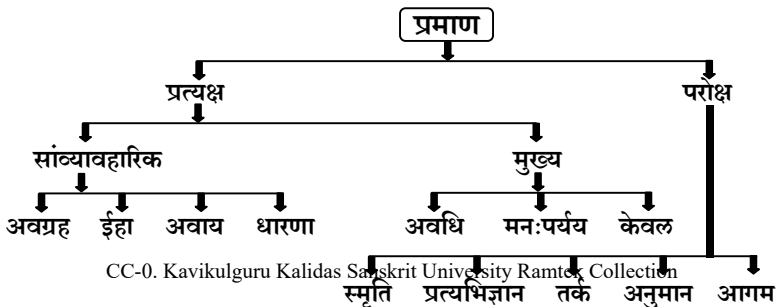 प्रमाण
प्रत्यक्ष परोक्ष
सांव्यावहारिक मुख्य
अवग्रह ईहा अवाय धारणा अवधि मनःपर्यय केवल
CC-0. Kavikulguru Kalidas Sanskrit University Ramtek Collection
स्मृति प्रत्यभिज्ञान तर्क अनुमान आगम